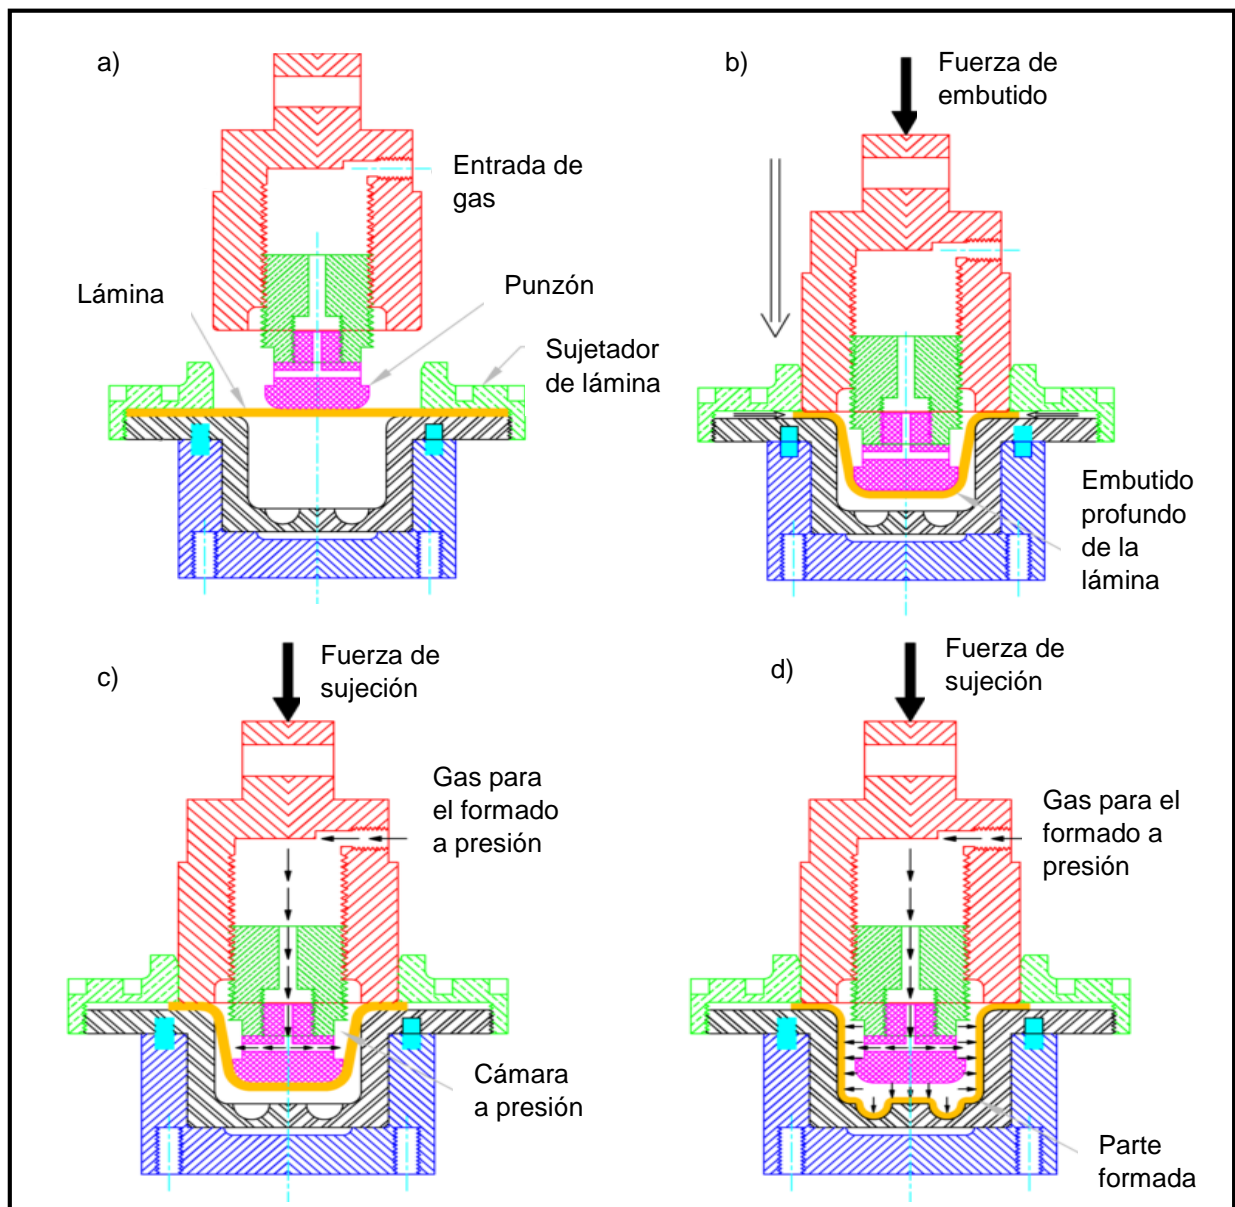 a)
Entrada de
gas
Lámina
Punzón
Sujetador
de lámina
b)
Fuerza de
embutido
Embutido
profundo
de la
lámina
c)
Fuerza de
sujeción
Gas para
el formado
a presión
Cámara
a presión
d)
Fuerza de
sujeción
Gas para el
formado a
presión
Parte
formada